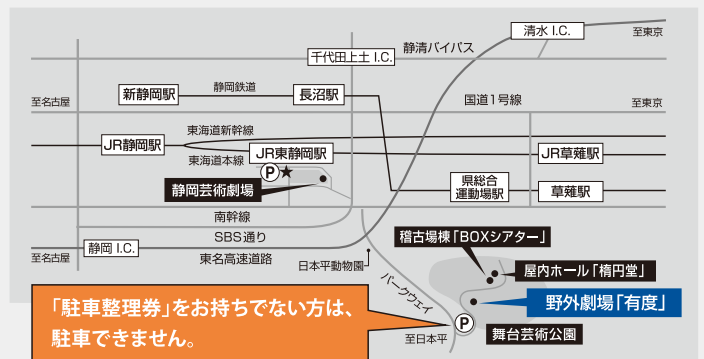 清水 I.C.
至東京
静清バイパス
千代田上土 I.C.
静岡鉄道
新静岡駅
長沼駅
国道1号線
至名古屋
至東京
東海道新幹線
JR静岡駅
JR東静岡駅
JR草薙駅
東海道本線
P★
静岡芸術劇場
県総合
運動場駅
草薙駅
南幹線
SBS通り
静岡 I.C.
稽古場棟「BOXシアター」
至名古屋
東名高速道路
日本平動物園
屋内ホール「楕円堂」
パークウェイ
野外劇場「有度」
「駐車整理券」をお持ちでない方は、
駐車できません。
P
至日本平
舞台芸術公園